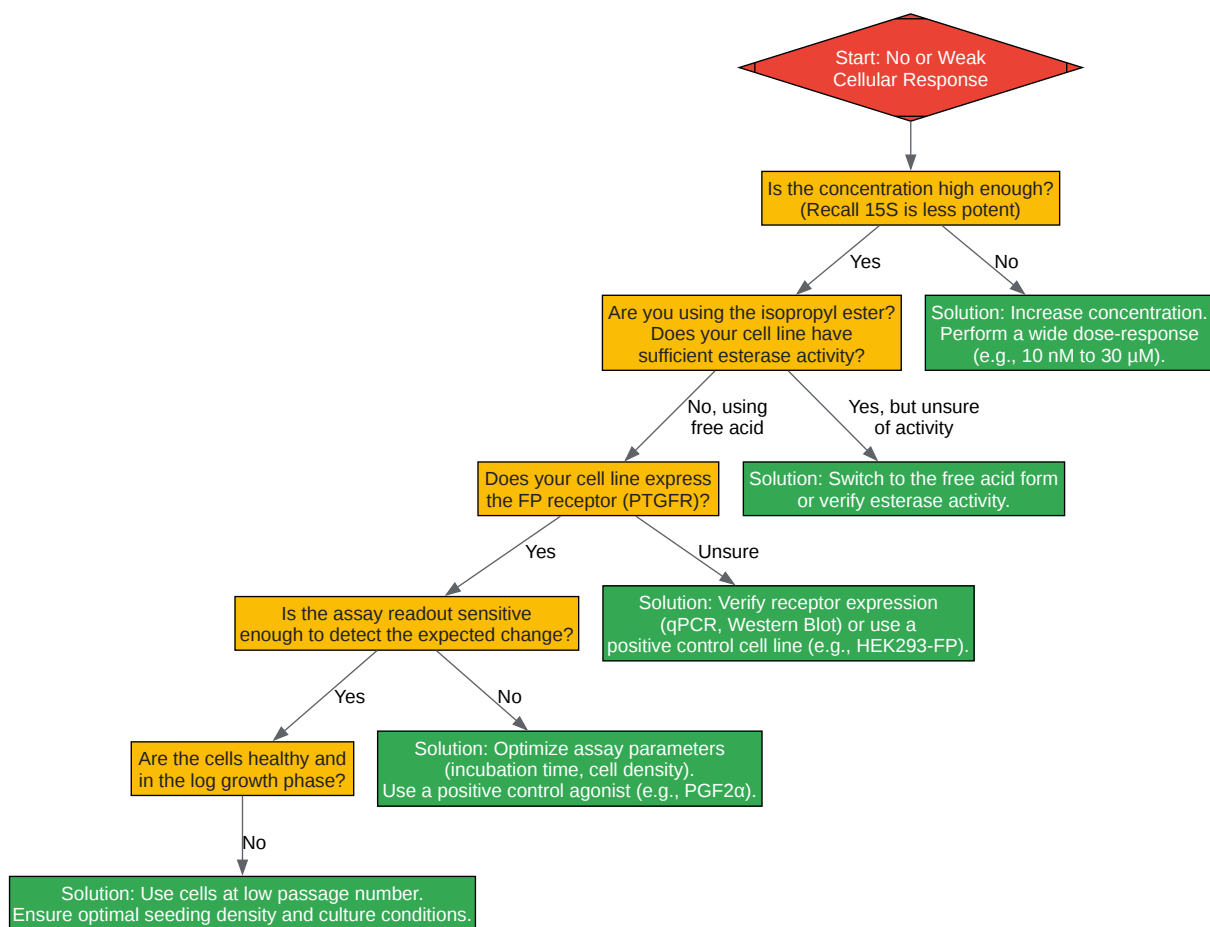 Start: No or Weak
Cellular Response
Is the concentration high enough?
(Recall 15S is less potent)
Yes
No
Are you using the isopropyl ester?
Does your cell line have
sufficient esterase activity?
Solution: Increase concentration.
Perform a wide dose-response
(e.g., 10 nM to 30 µM).
No, using
free acid
Yes, but unsure
of activity
Does your cell line express
the FP receptor (PTGFR)?
Solution: Switch to the free acid form
or verify esterase activity.
Yes
Unsure
Is the assay readout sensitive
enough to detect the expected change?
Solution: Verify receptor expression
(qPCR, Western Blot) or use a
positive control cell line (e.g., HEK293-FP).
Yes
No
Are the cells healthy and
in the log growth phase?
Solution: Optimize assay parameters
(incubation time, cell density).
Use a positive control agonist (e.g., PGF2α).
No
Solution: Use cells at low passage number.
Ensure optimal seeding density and culture conditions.